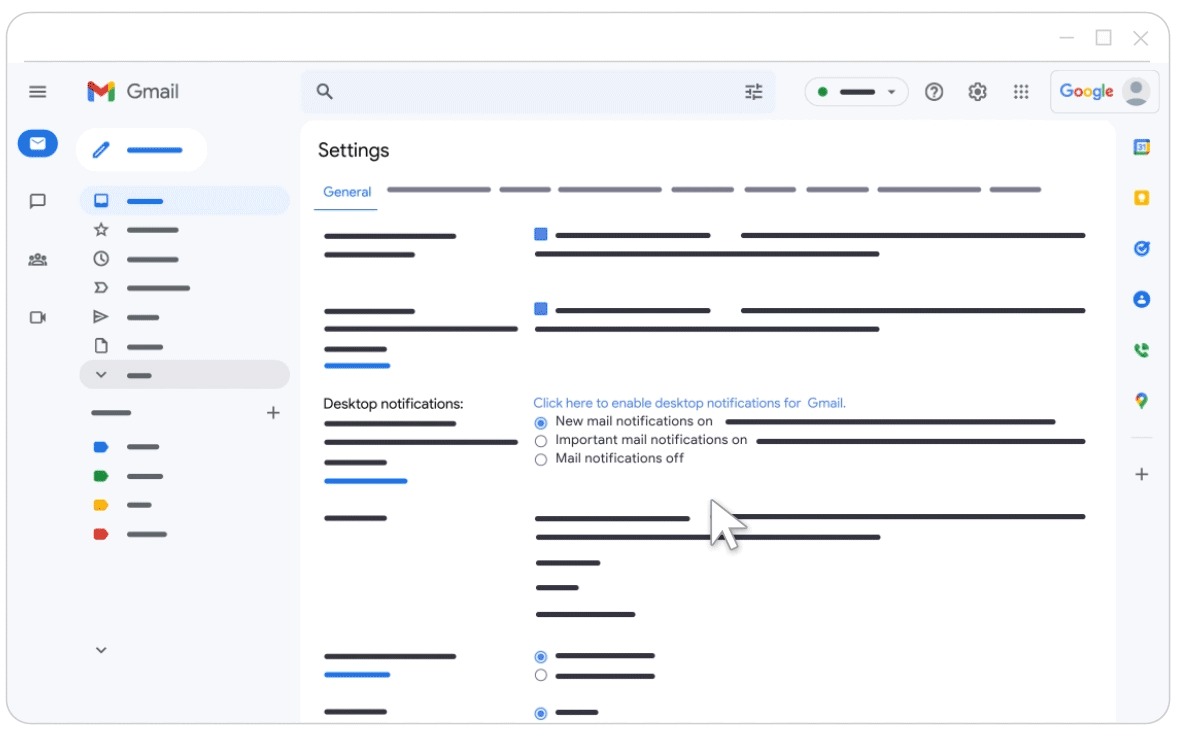 Gmail
Google
Settings
General
Desktop notifications:
Click here to enable desktop notifications for Gmail.
New mail notifications on
Important mail notifications on
Mail notifications off
31